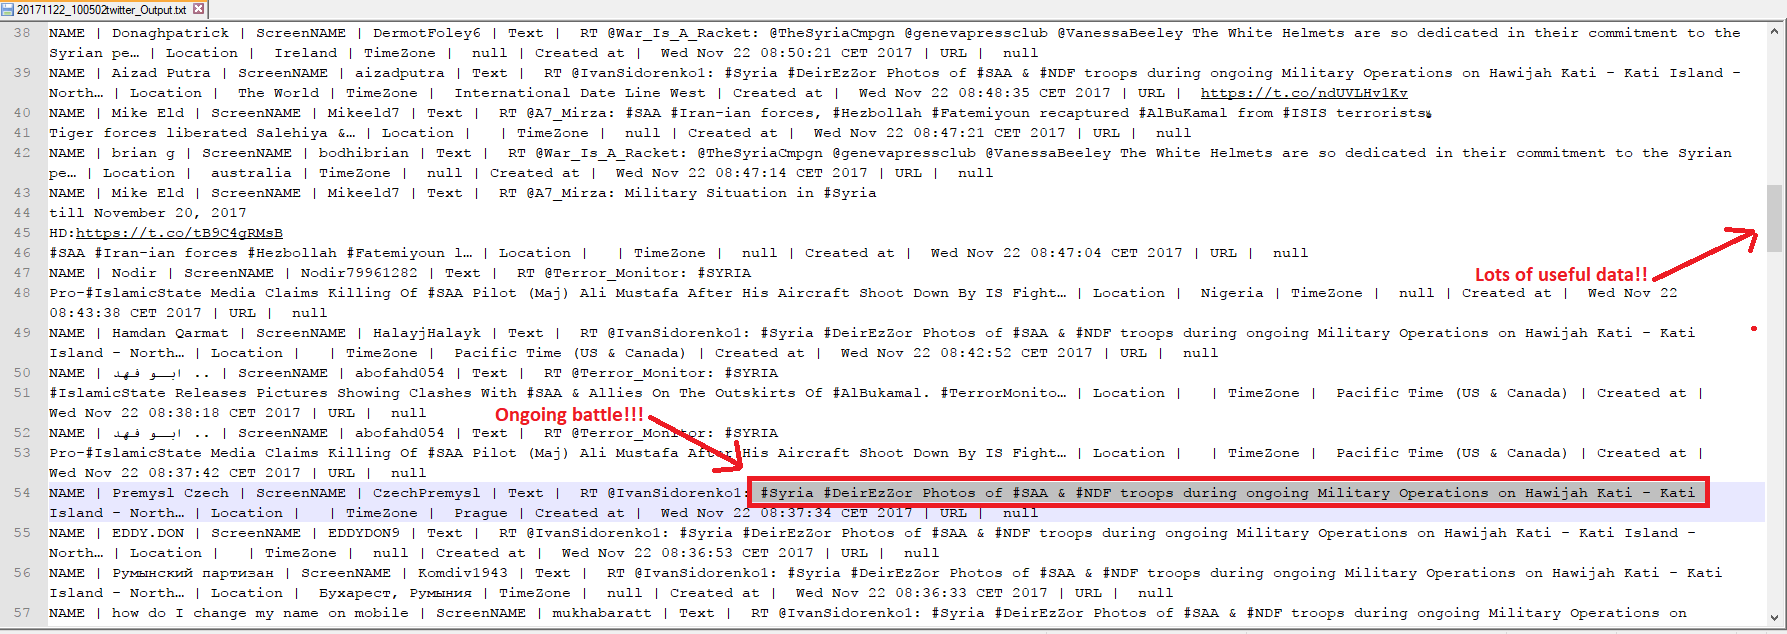 20171122_100502twitter_Output.txt
38 NAME | Donaghpatrick | ScreenNAME | DermotFoley6 | Text |  RT @War_Is_A_Racket: @TheSyriaCmpgn @genevapressclub @VanessaBeeley The White Helmets are so dedicated in their commitment to the
Syrian pe… | Location |  Ireland | TimeZone |  null | Created at |  Wed Nov 22 08:50:21 CET 2017 | URL |  null
39 NAME | Aizad Putra | ScreenNAME | aizadputra | Text |  RT @IvanSidorenko1: #Syria #DeirEzZor Photos of #SAA & #NDF troops during ongoing Military Operations on Hawijah Kati - Kati Island -
North… | Location |  The World | TimeZone |  International Date Line West | Created at |  Wed Nov 22 08:48:35 CET 2017 | URL |  https://t.co/ndUVLHv1Kv
40 NAME | Mike Eld | ScreenNAME | Mikeeld7 | Text |  RT @A7_Mirza: #SAA #Iran-ian forces, #Hezbollah #Fatemiyoun recaptured #AlBuKamal from #ISIS terrorists
41 Tiger forces liberated Salehiya &… | Location |   | TimeZone |  null | Created at |  Wed Nov 22 08:47:21 CET 2017 | URL |  null
42 NAME | brian g | ScreenNAME | bodhibrian | Text |  RT @War_Is_A_Racket: @TheSyriaCmpgn @genevapressclub @VanessaBeeley The White Helmets are so dedicated in their commitment to the Syrian
pe… | Location |  australia | TimeZone |  null | Created at |  Wed Nov 22 08:47:14 CET 2017 | URL |  null
43 NAME | Mike Eld | ScreenNAME | Mikeeld7 | Text |  RT @A7_Mirza: Military Situation in #Syria
44 till November 20, 2017
45 HD:https://t.co/tB9C4gRMsB
46 #SAA #Iran-ian forces #Hezbollah #Fatemiyoun l… | Location |   | TimeZone |  null | Created at |  Wed Nov 22 08:47:04 CET 2017 | URL |  null
47 NAME | Nodir | ScreenNAME | Nodir79961282 | Text |  RT @Terror_Monitor: #SYRIA
Lots of useful data!!
48 Pro-#IslamicState Media Claims Killing Of #SAA Pilot (Maj) Ali Mustafa After His Aircraft Shoot Down By IS Fight… | Location |  Nigeria | TimeZone |  null | Created at |  Wed Nov 22
08:43:38 CET 2017 | URL |  null
49 NAME | Hamdan Qarmat | ScreenNAME | HalayjHalayk | Text |  RT @IvanSidorenko1: #Syria #DeirEzZor Photos of #SAA & #NDF troops during ongoing Military Operations on Hawijah Kati - Kati
Island - North… | Location |   | TimeZone |  Pacific Time (US & Canada) | Created at |  Wed Nov 22 08:42:52 CET 2017 | URL |  null
50 NAME | ابـــو فهد .. | ScreenNAME | abofahd054 | Text |  RT @Terror_Monitor: #SYRIA
51 #IslamicState Releases Pictures Showing Clashes With #SAA & Allies On The Outskirts Of #AlBukamal. #TerrorMonito… | Location |   | TimeZone |  Pacific Time (US & Canada) | Created at |
Wed Nov 22 08:38:18 CET 2017 | URL |  null
Ongoing battle!!!
52 NAME | ابـــو فهد .. | ScreenNAME | abofahd054 | Text |  RT @Terror_Monitor: #SYRIA
53 Pro-#IslamicState Media Claims Killing Of #SAA Pilot (Maj) Ali Mustafa After His Aircraft Shoot Down By IS Fight… | Location |   | TimeZone |  Pacific Time (US & Canada) | Created at |
Wed Nov 22 08:37:42 CET 2017 | URL |  null
54 NAME | Premysl Czech | ScreenNAME | CzechPremysl | Text |  RT @IvanSidorenko1: #Syria #DeirEzZor Photos of #SAA & #NDF troops during ongoing Military Operations on Hawijah Kati - Kati
Island - North… | Location |   | TimeZone |  Prague | Created at |  Wed Nov 22 08:37:34 CET 2017 | URL |  null
55 NAME | EDDY.DON | ScreenNAME | EDDYDON9 | Text |  RT @IvanSidorenko1: #Syria #DeirEzZor Photos of #SAA & #NDF troops during ongoing Military Operations on Hawijah Kati - Kati Island -
North… | Location |   | TimeZone |  null | Created at |  Wed Nov 22 08:36:53 CET 2017 | URL |  null
56 NAME | Румынский партизан | ScreenNAME | Komdiv1943 | Text |  RT @IvanSidorenko1: #Syria #DeirEzZor Photos of #SAA & #NDF troops during ongoing Military Operations on Hawijah Kati - Kati
Island - North… | Location |  Бухарест, Румыния | TimeZone |  null | Created at |  Wed Nov 22 08:36:33 CET 2017 | URL |  null
57 NAME | how do I change my name on mobile | ScreenNAME | mukhabaratt | Text |  RT @IvanSidorenko1: #Syria #DeirEzZor Photos of #SAA & #NDF troops during ongoing Military Operations on